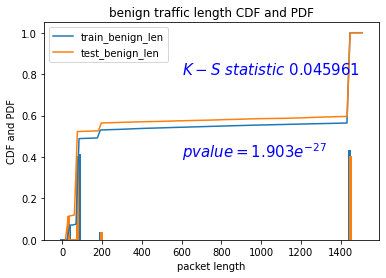 benign traffic length CDF and PDF
train_benign_len
test_benign_len
K − S statistic 0.045961
pvalue = 1.903e⁻²⁷
CDF and PDF
1.0
0.8
0.6
0.4
0.2
0.0
0 200 400 600 800 1000 1200 1400
packet length